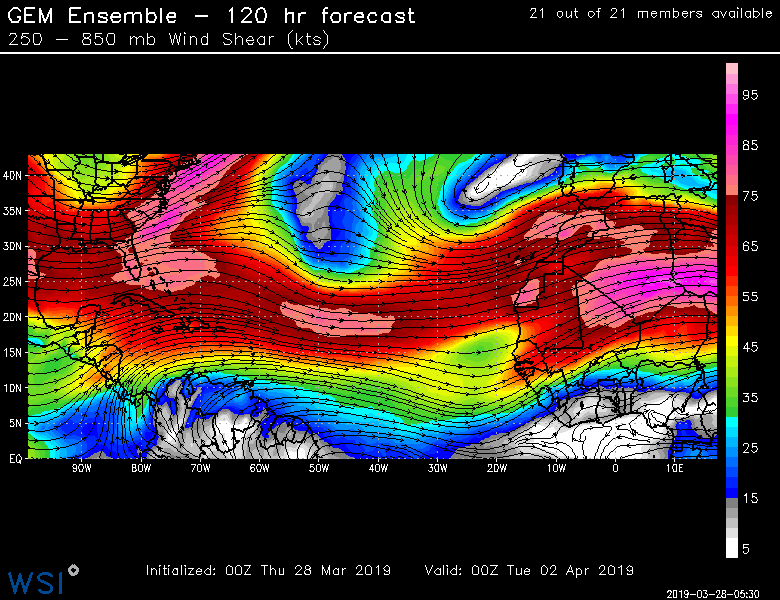 GEM Ensemble – 120 hr forecast
21 out of 21 members available
250 – 850 mb Wind Shear (kts)
95
85
75
65
55
45
35
25
15
5
40N
35N
30N
25N
20N
15N
10N
5N
EQ
90W 80W 70W 60W 50W 40W 30W 20W 10W 0 10E
Initialized: 00Z Thu 28 Mar 2019 Valid: 00Z Tue 02 Apr 2019
WSI
2019-03-28-05:30